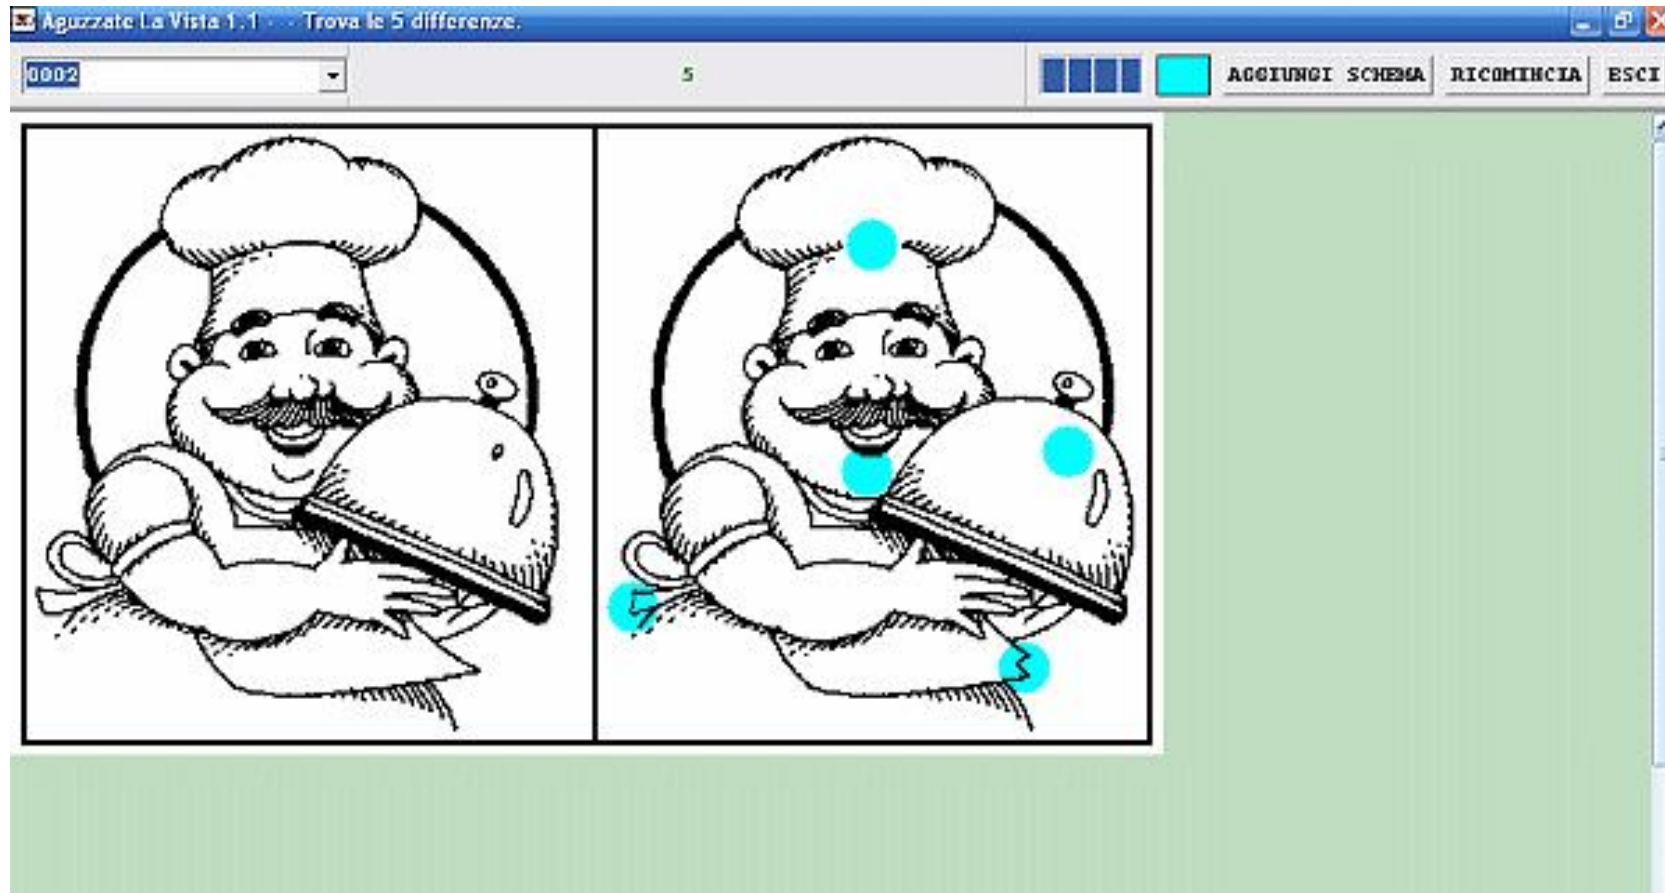 Aguzzate La Vista 1.1 - - Trova le 5 differenze.
0002
5
AGGIUNGI SCHEMA
RICOMINCIA
ESCI